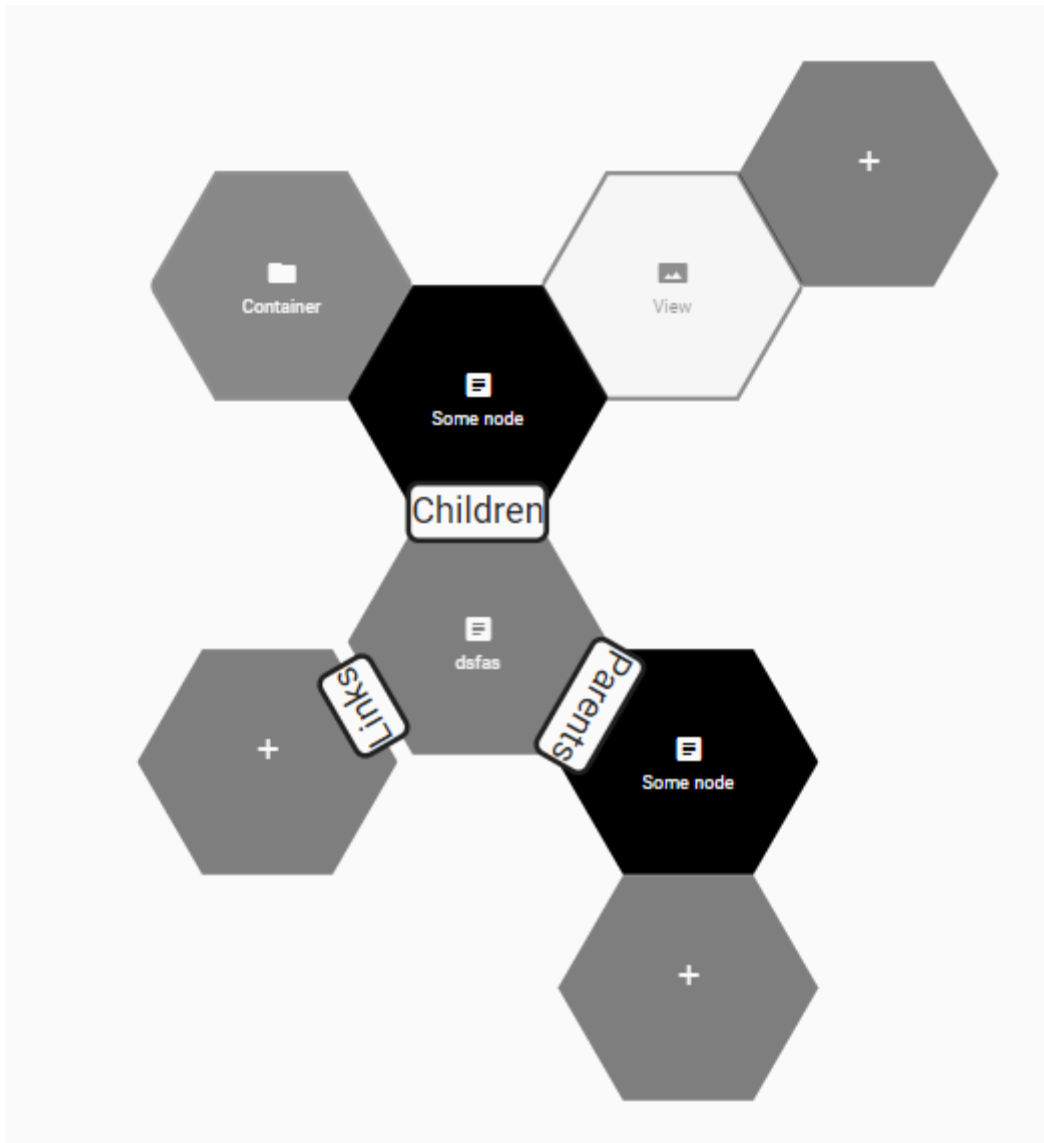 +
Container
View
Some node
Children
dsfas
Links
Parents
+
Some node
+